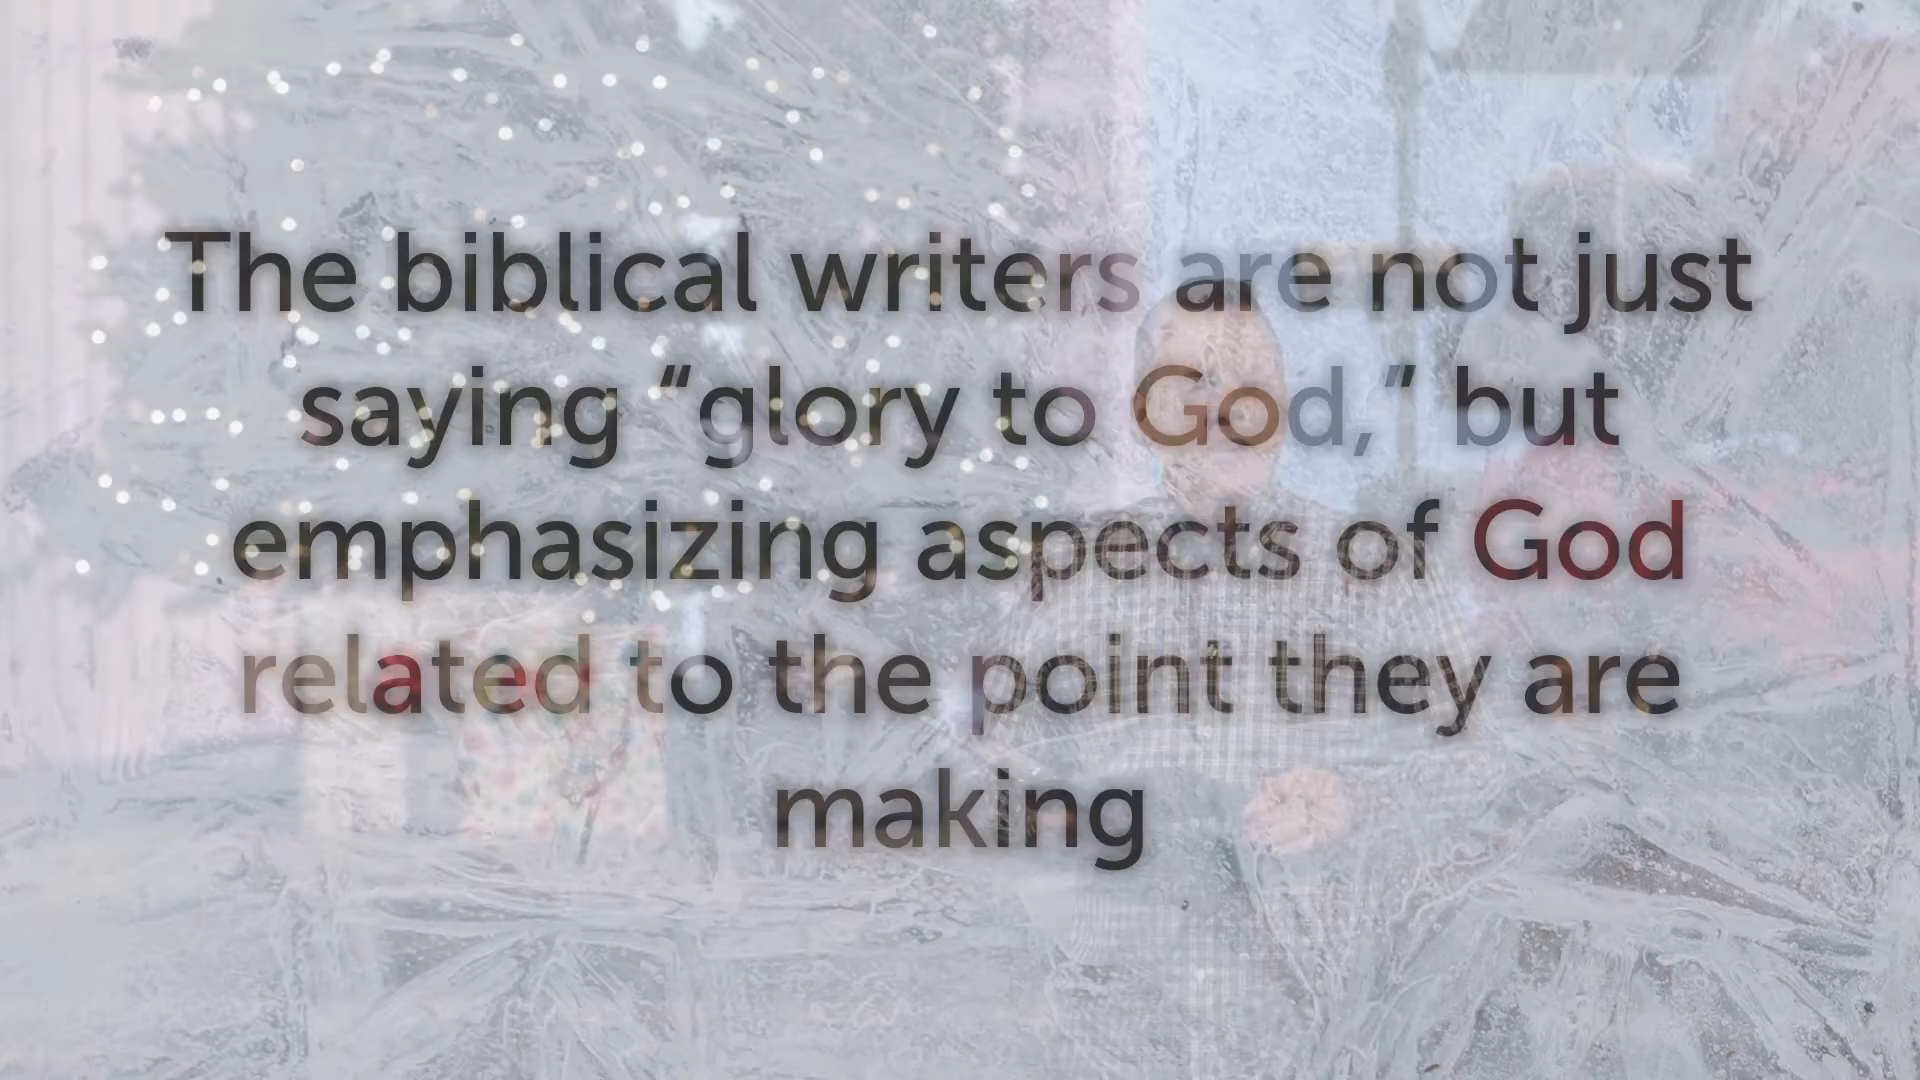 The biblical writers are not just
saying “glory to God,” but
emphasizing aspects of God
related to the point they are
making